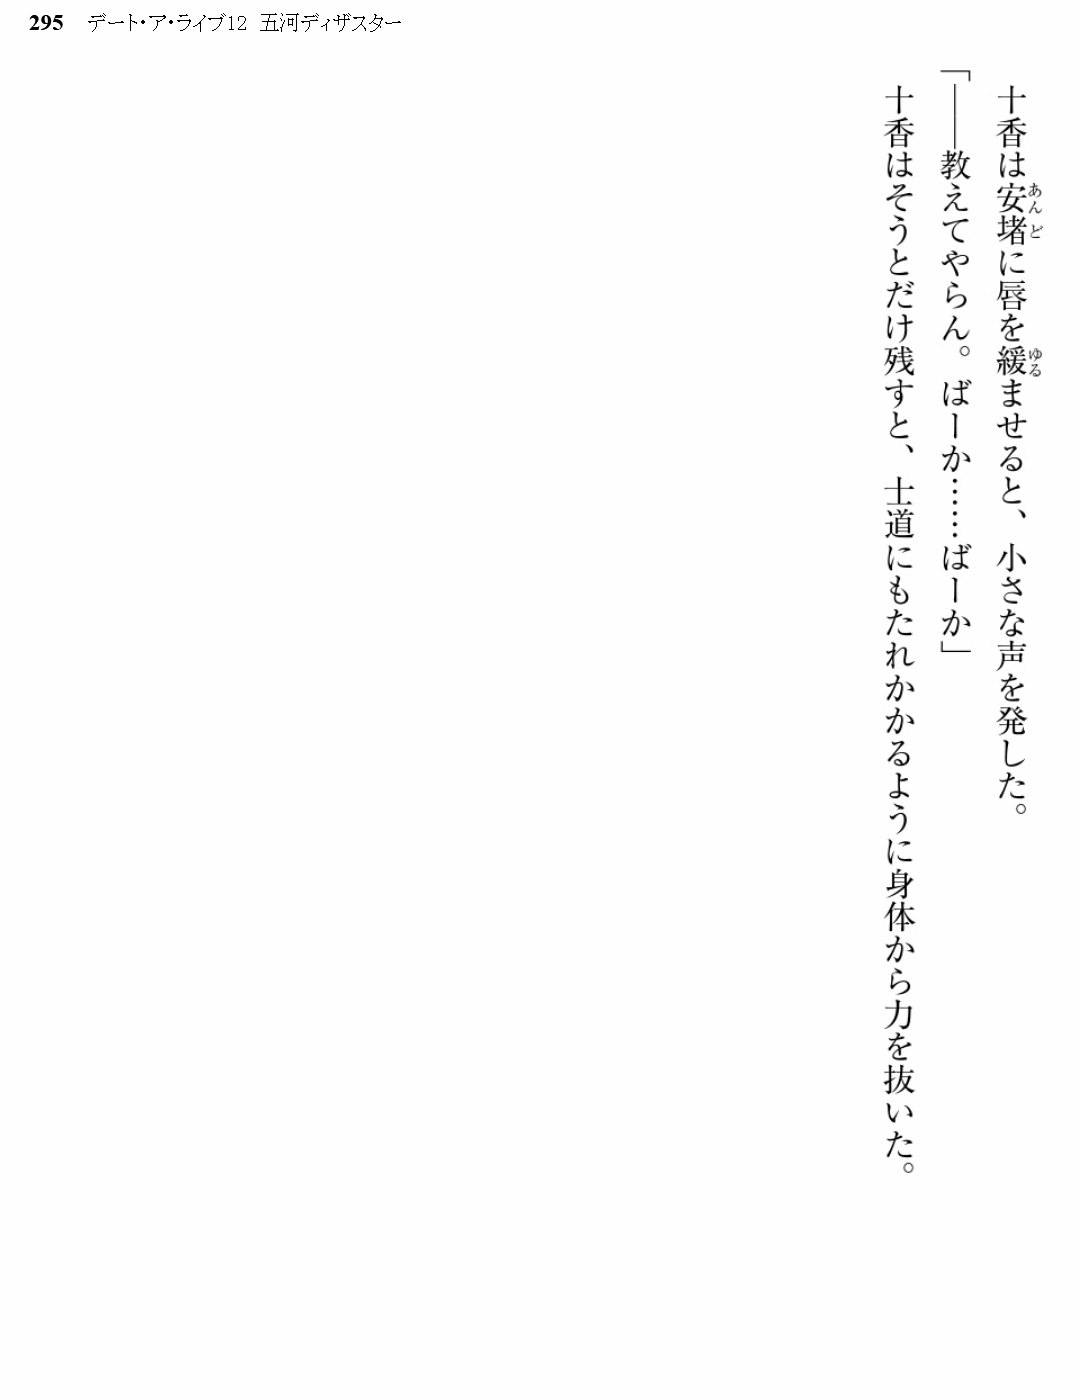 295 デート・ア・ライブ12 五河ディザスター
十香は安堵に唇を緩ませると、小さな声を発した。
「――教えてやらん。ばーか……ばーか」
十香はそうとだけ残すと、士道にもたれかかるように身体から力を抜いた。